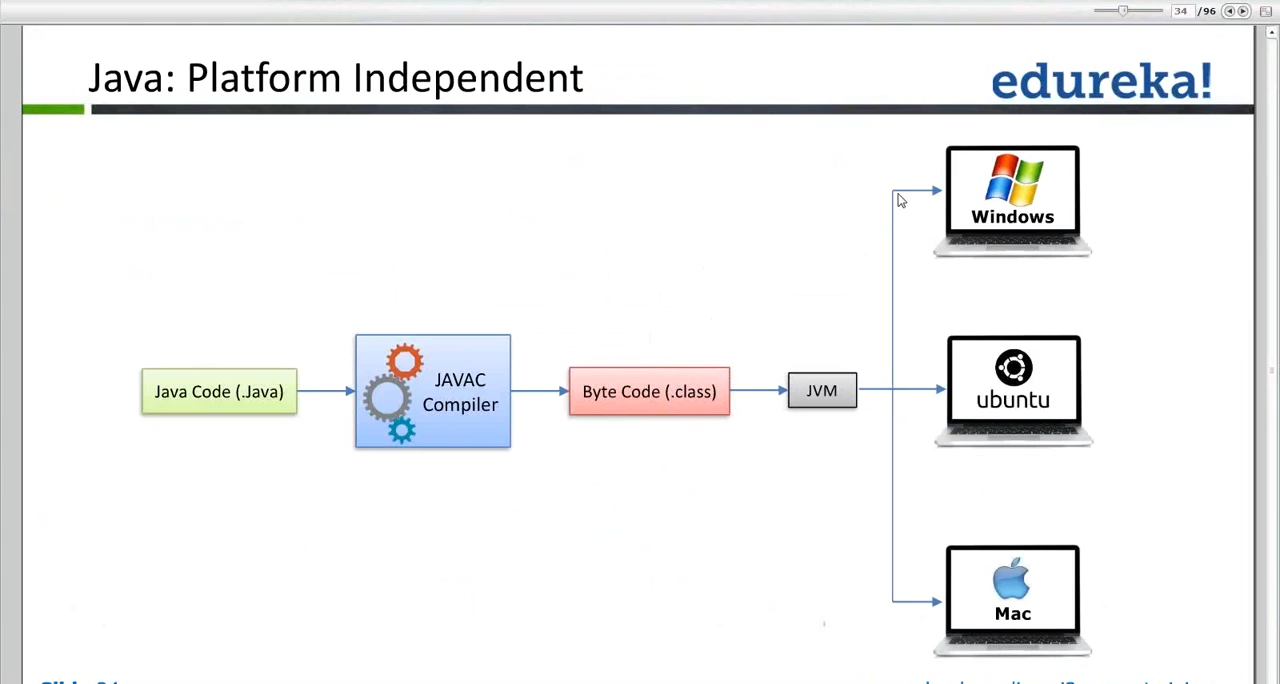 34 /96
Java: Platform Independent
edureka!
Windows
Java Code (.Java)
JAVAC
Compiler
Byte Code (.class)
JVM
ubuntu
Mac